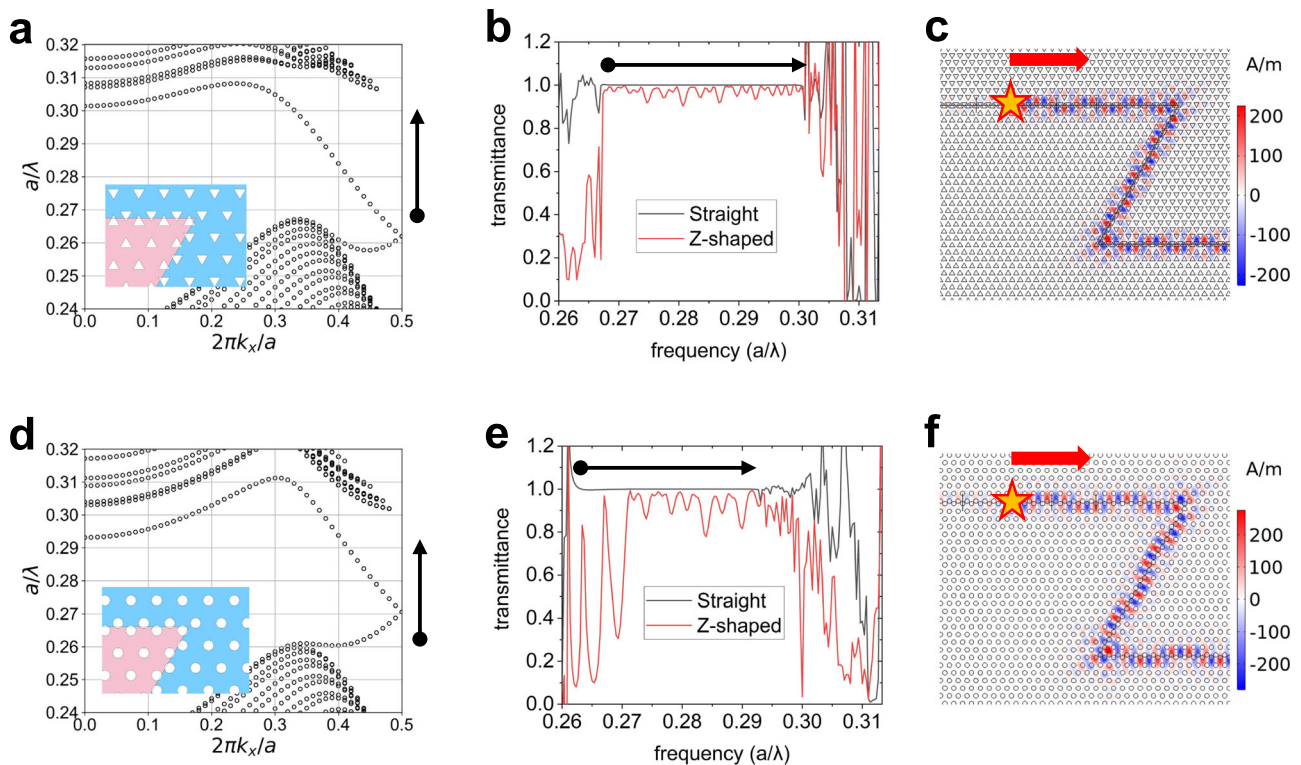 a
0.32
0.31
0.30
0.29
0.28
0.27
0.26
0.25
0.24
a/λ
0.0 0.1 0.2 0.3 0.4 0.5
2πkₓ/a
b
1.2
1.0
0.8
0.6
0.4
0.2
0.0
transmittance
Straight
Z-shaped
0.26 0.27 0.28 0.29 0.30 0.31
frequency (a/λ)
c
A/m
200
100
0
-100
-200
d
0.32
0.31
0.30
0.29
0.28
0.27
0.26
0.25
0.24
a/λ
0.0 0.1 0.2 0.3 0.4 0.5
2πkₓ/a
e
1.2
1.0
0.8
0.6
0.4
0.2
0.0
transmittance
Straight
Z-shaped
0.26 0.27 0.28 0.29 0.30 0.31
frequency (a/λ)
f
A/m
200
100
0
-100
-200